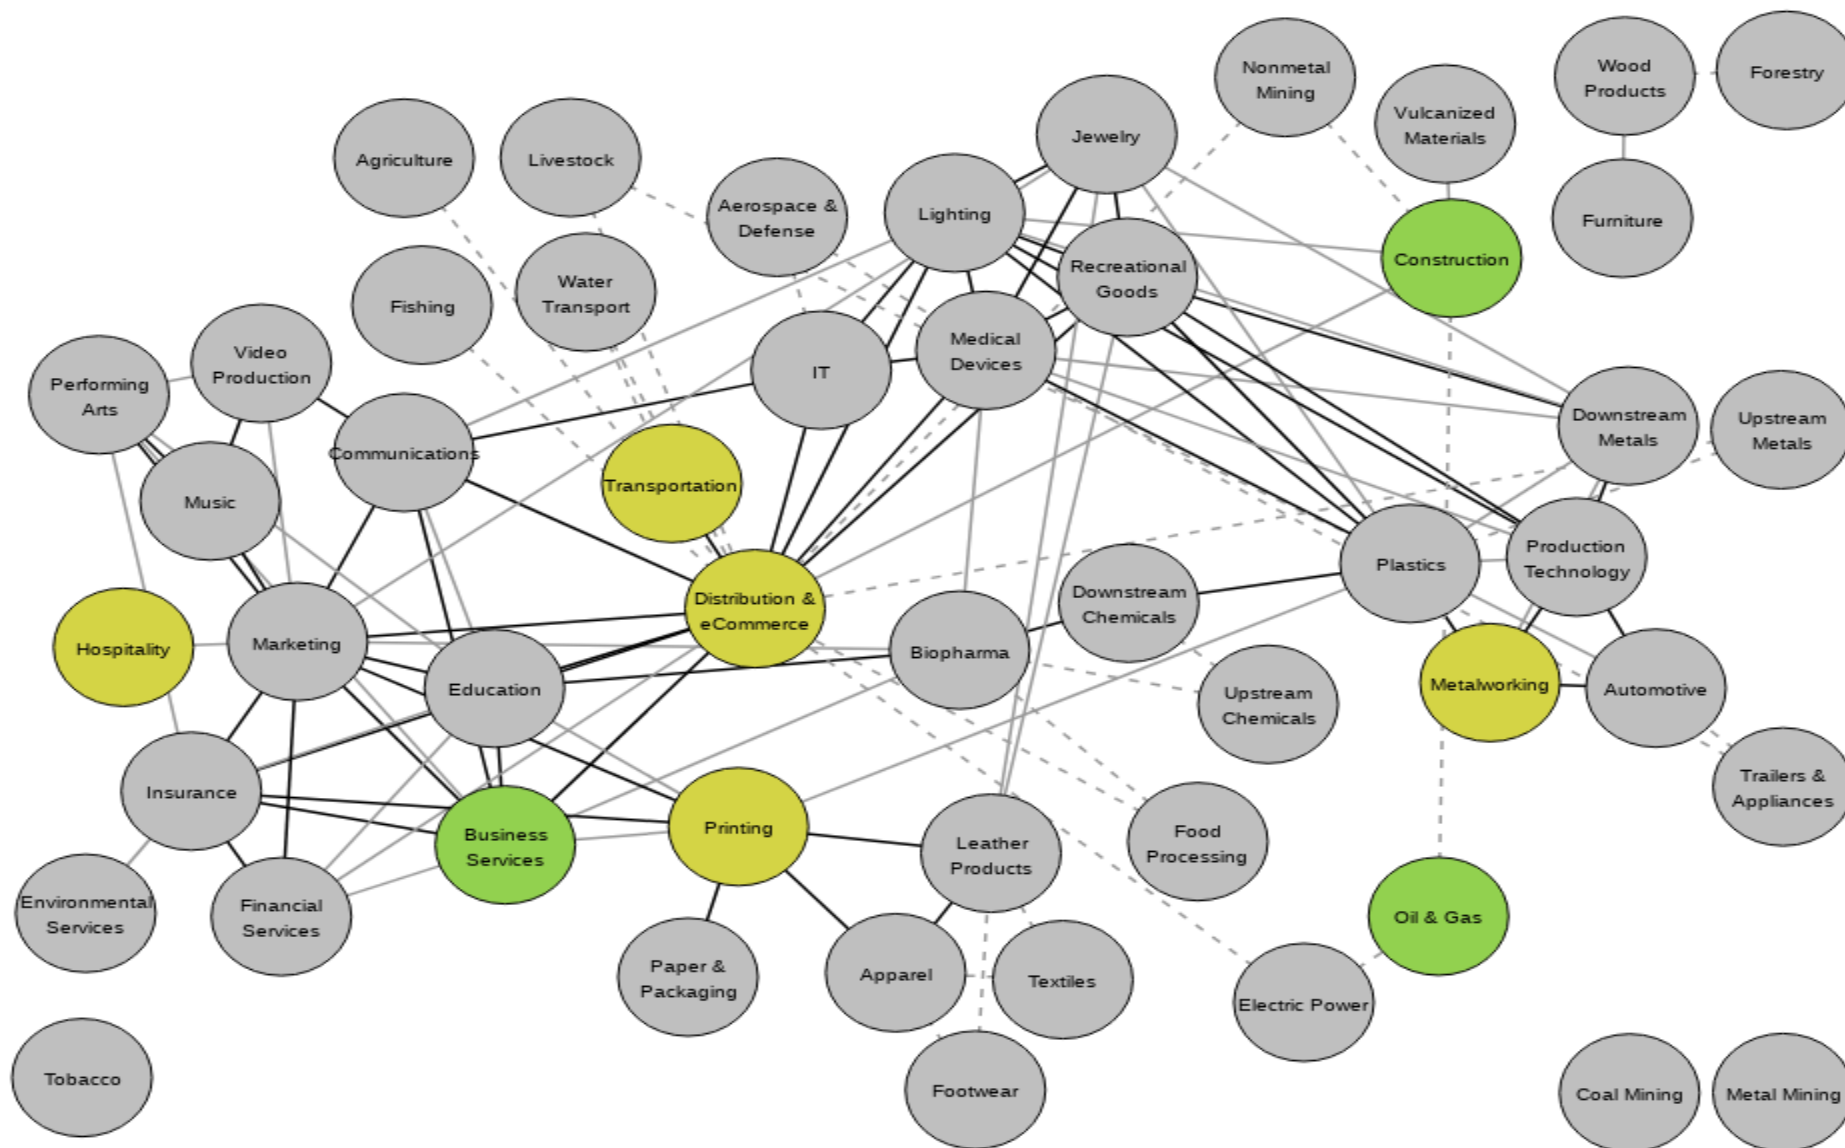 Nonmetal
Mining
Wood
Products
Forestry
Vulcanized
Materials
Jewelry
Agriculture
Livestock
Aerospace &
Defense
Lighting
Furniture
Construction
Recreational
Goods
Fishing
Water
Transport
Medical
Devices
IT
Video
Production
Performing
Arts
Downstream
Metals
Upstream
Metals
Communications
Transportation
Music
Plastics
Production
Technology
Distribution &
eCommerce
Downstream
Chemicals
Hospitality
Marketing
Biopharma
Education
Upstream
Chemicals
Metalworking
Automotive
Insurance
Trailers &
Appliances
Business
Services
Printing
Leather
Products
Food
Processing
Environmental
Services
Financial
Services
Oil & Gas
Paper &
Packaging
Apparel
Textiles
Electric Power
Tobacco
Footwear
Coal Mining
Metal Mining